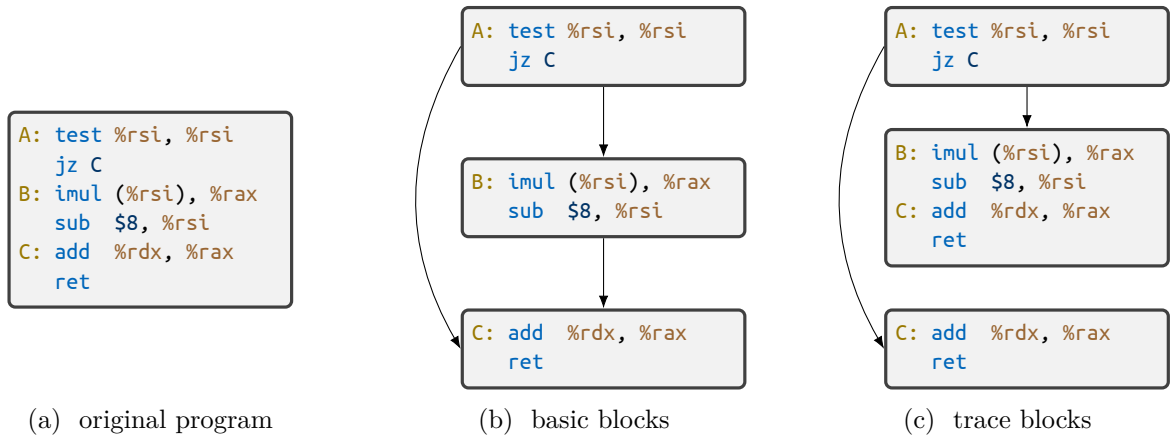 A: test %rsi, %rsi
jz C
B: imul (%rsi), %rax
sub $8, %rsi
C: add %rdx, %rax
ret
(a) original program
A: test %rsi, %rsi
jz C
B: imul (%rsi), %rax
sub $8, %rsi
C: add %rdx, %rax
ret
(b) basic blocks
A: test %rsi, %rsi
jz C
B: imul (%rsi), %rax
sub $8, %rsi
C: add %rdx, %rax
ret
C: add %rdx, %rax
ret
(c) trace blocks